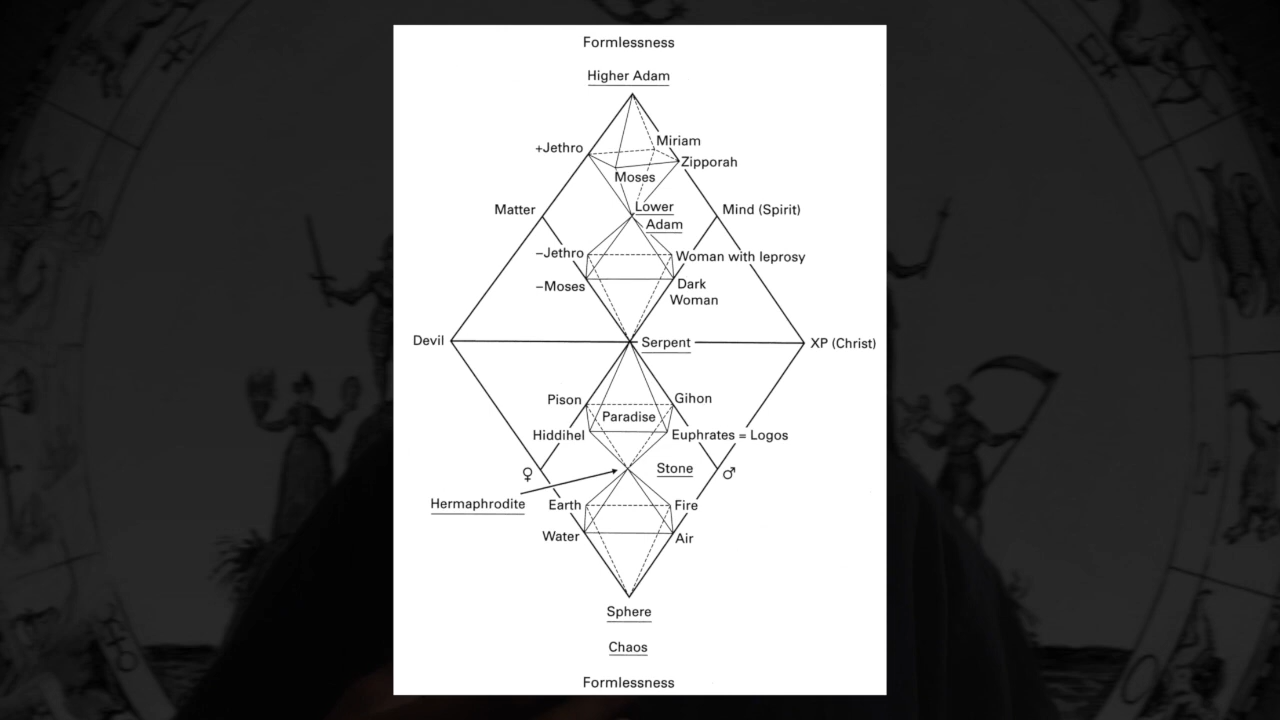 Formlessness
Higher Adam
+Jethro
Miriam
Zipporah
Moses
Matter
Lower
Adam
Mind (Spirit)
–Jethro
Woman with leprosy
–Moses
Dark
Woman
Devil
Serpent
XP (Christ)
Pison
Gihon
Paradise
Hiddihel
Euphrates = Logos
♀
Stone
♂
Hermaphrodite
Earth
Fire
Water
Air
Sphere
Chaos
Formlessness